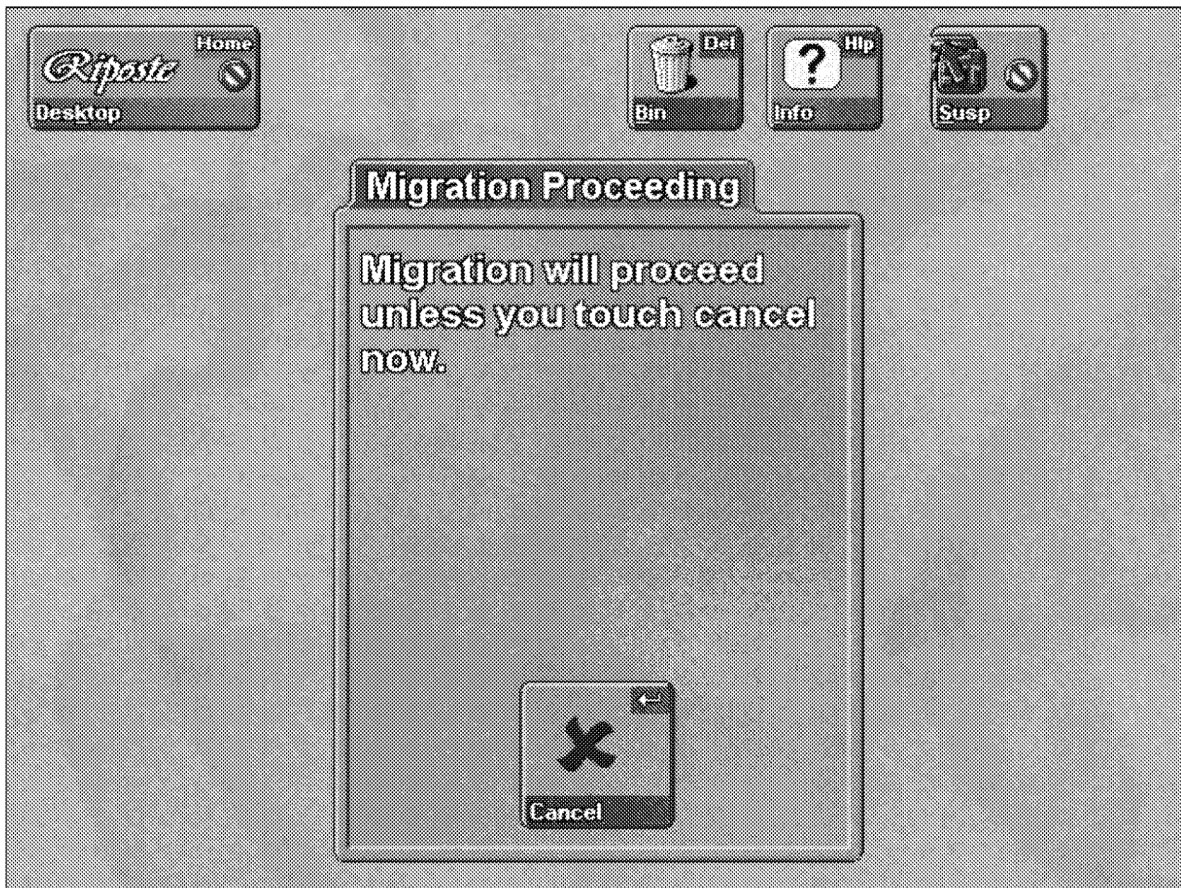 Riposte
Home
Desktop
Del
Bin
?
Hlp
Info
Susp
Migration Proceeding
Migration will proceed
unless you touch cancel
now.
Cancel